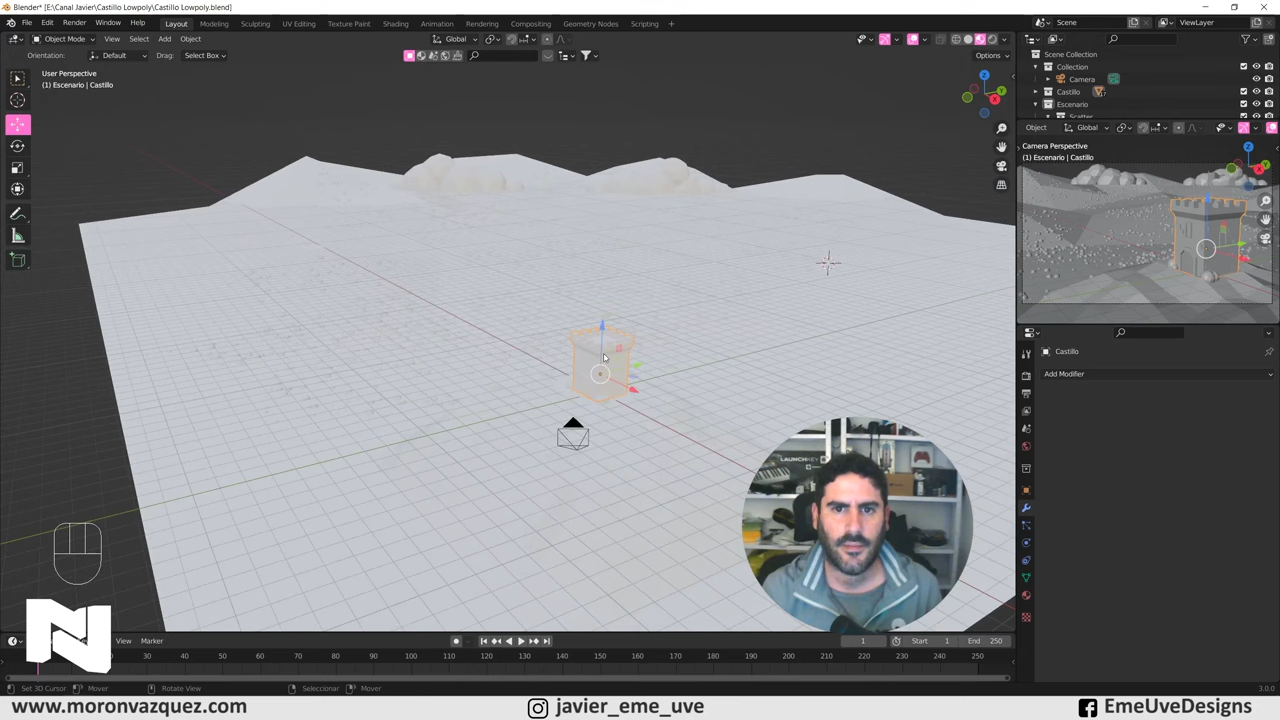 Blender* [E:\Canal Javier\Castillo Lowpoly\Castillo Lowpoly.blend]
File Edit Render Window Help
Layout Modeling Sculpting UV Editing Texture Paint Shading Animation Rendering Compositing Geometry Nodes Scripting +
Scene ViewLayer
Object Mode View Select Add Object Global
Orientation: Default Drag: Select Box Options
User Perspective
(1) Escenario | Castillo
Scene Collection
Collection
Camera
Castillo
Escenario
Scatter
Object Global
Camera Perspective
(1) Escenario | Castillo
Castillo
Add Modifier
LAUNCHKEY
N
View Marker
1 Start 1 End 250
30 40 50 60 70 80 90 100 110 120 130 140 150 160 170 180 190 200 210 220 230 240 250
Set 3D Cursor Mover Rotate View Seleccionar Mover 3.0.0
www.moronvazquez.com javier_eme_uve EmeUveDesigns